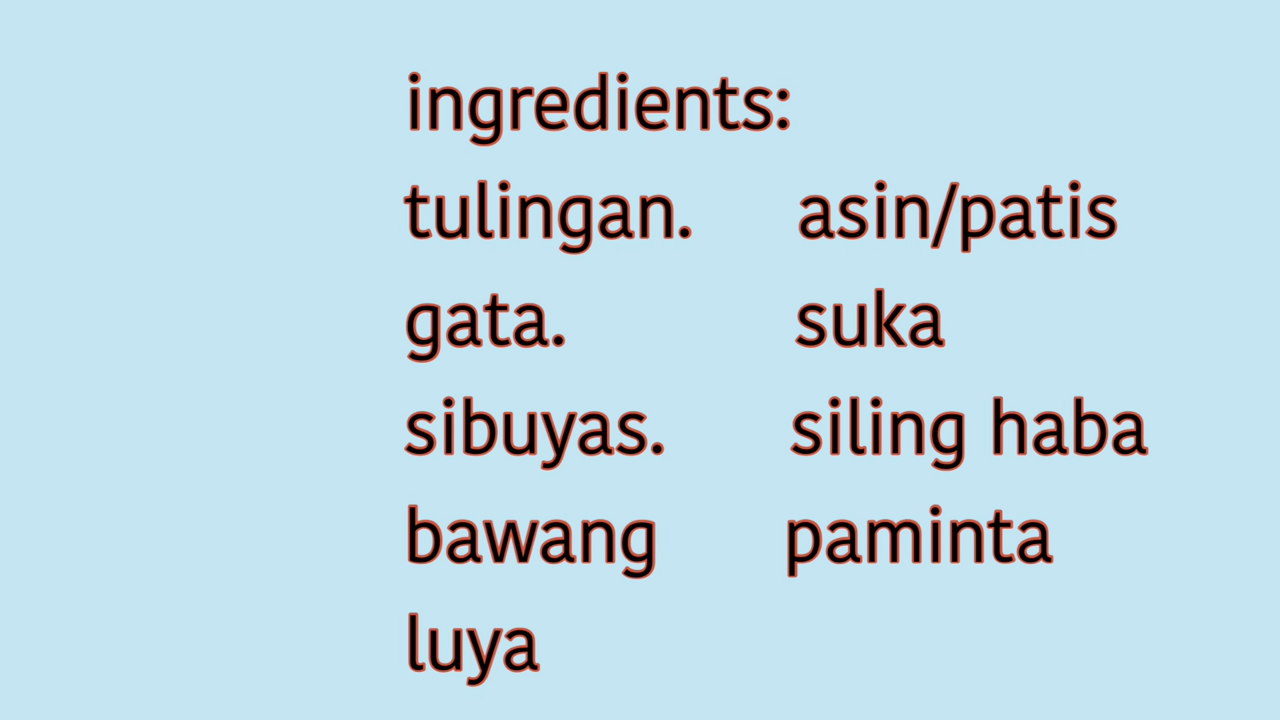 ingredients:
tulingan. asin/patis
gata. suka
sibuyas. siling haba
bawang paminta
luya